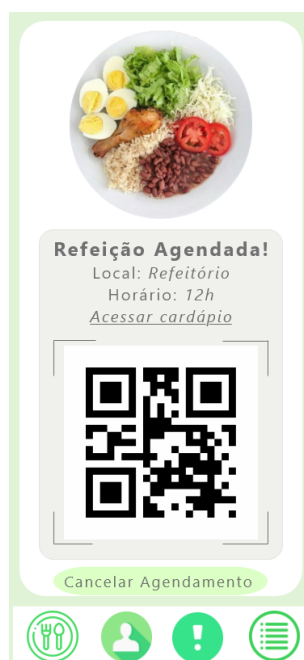 Refeição Agendada!
Local: Refeitório
Horário: 12h
Acessar cardápio
Cancelar Agendamento